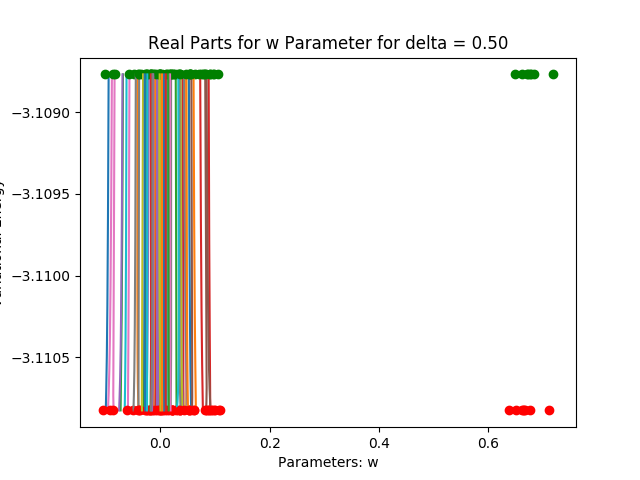 Real Parts for w Parameter for delta = 0.50
−3.1090
−3.1095
−3.1100
−3.1105
0.0 0.2 0.4 0.6
Parameters: w